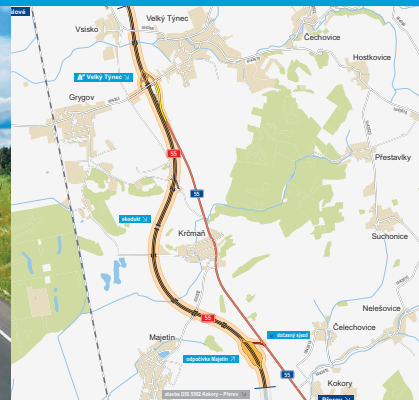 Velký Týnec
Vsisko
Čechovice
Hostkovice
Velký Týnec
Grygov
55
Přestavlky
55
ekodukt
Krčmaň
Suchonice
Nelešovice
55
Čelechovice
dočasný sjezd
Majetín
odpočívka Majetín
55
Kokory
stavba D55 5502 Kokory – Přerov
Přerov